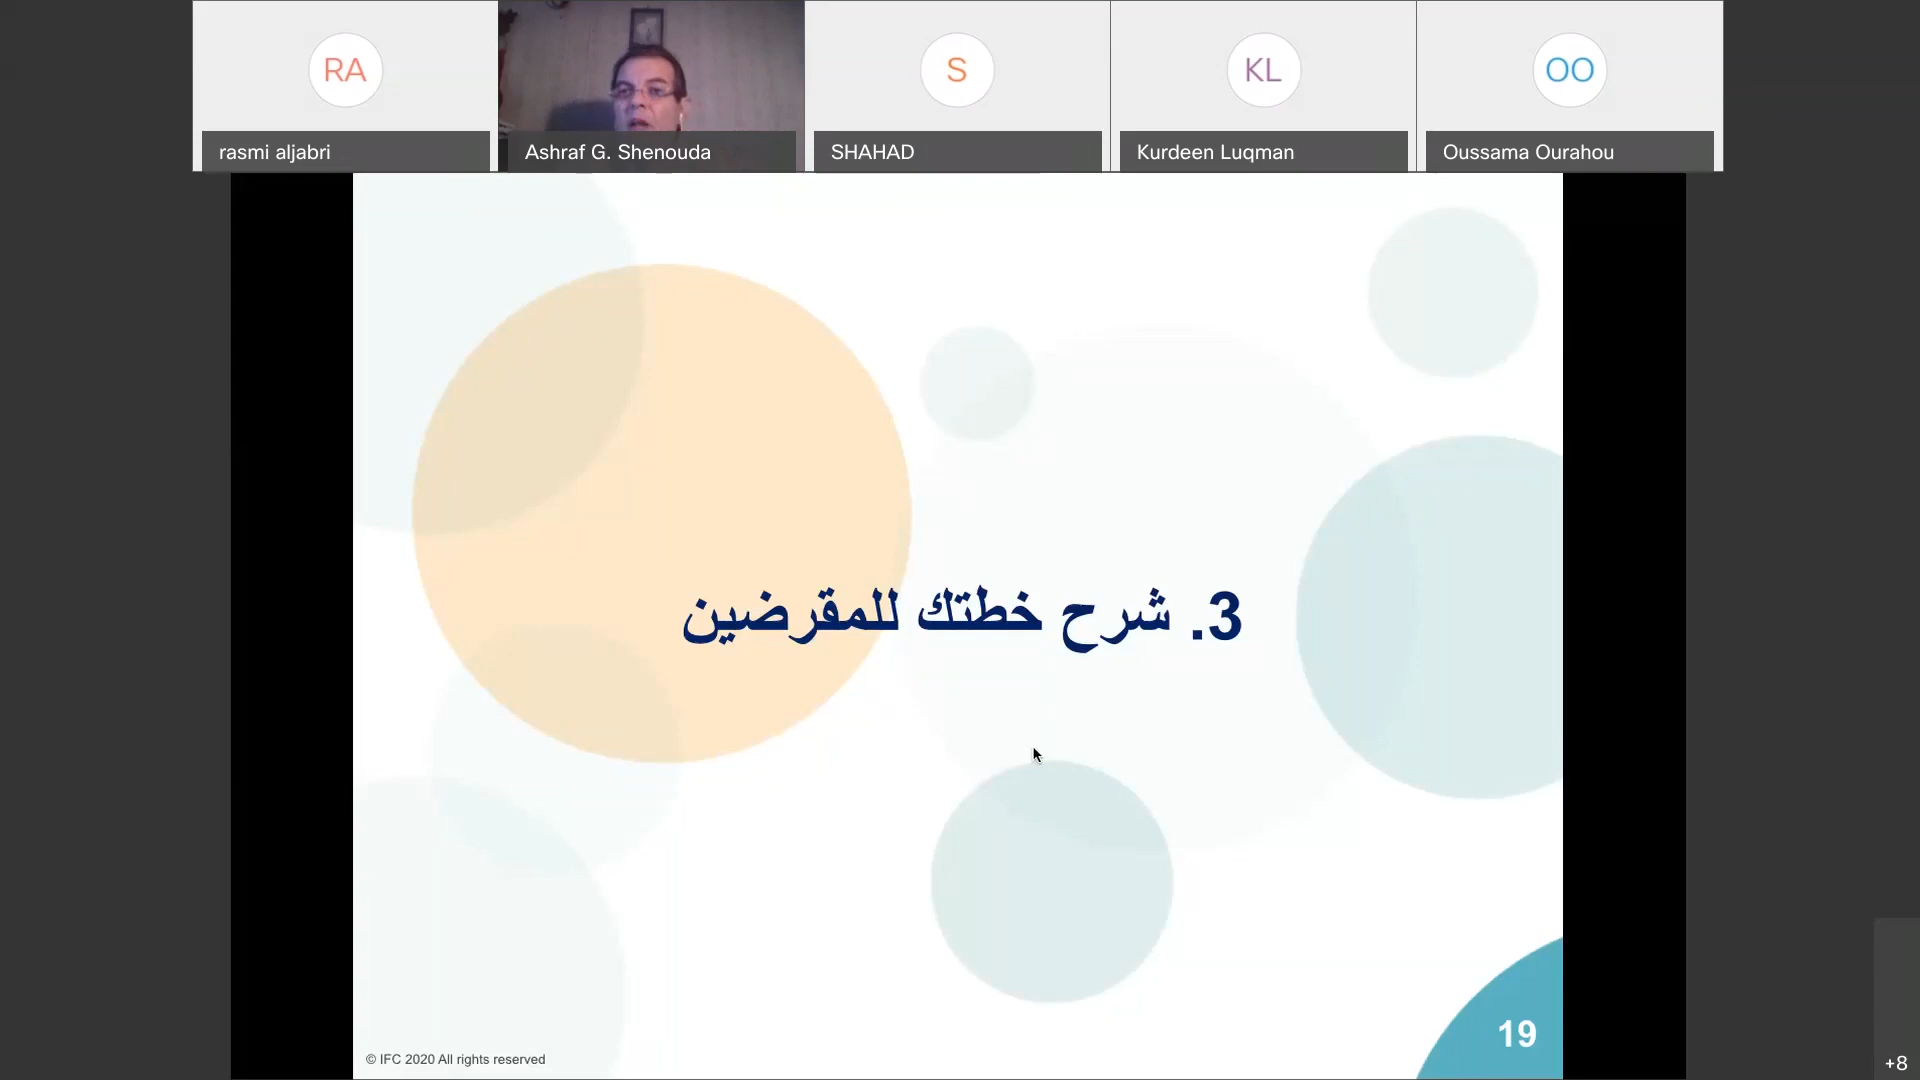 RA
S
KL
OO
rasmi aljabri
Ashraf G. Shenouda
SHAHAD
Kurdeen Luqman
Oussama Ourahou
3. شرح خطتك للمقرضين
19
© IFC 2020 All rights reserved
+8